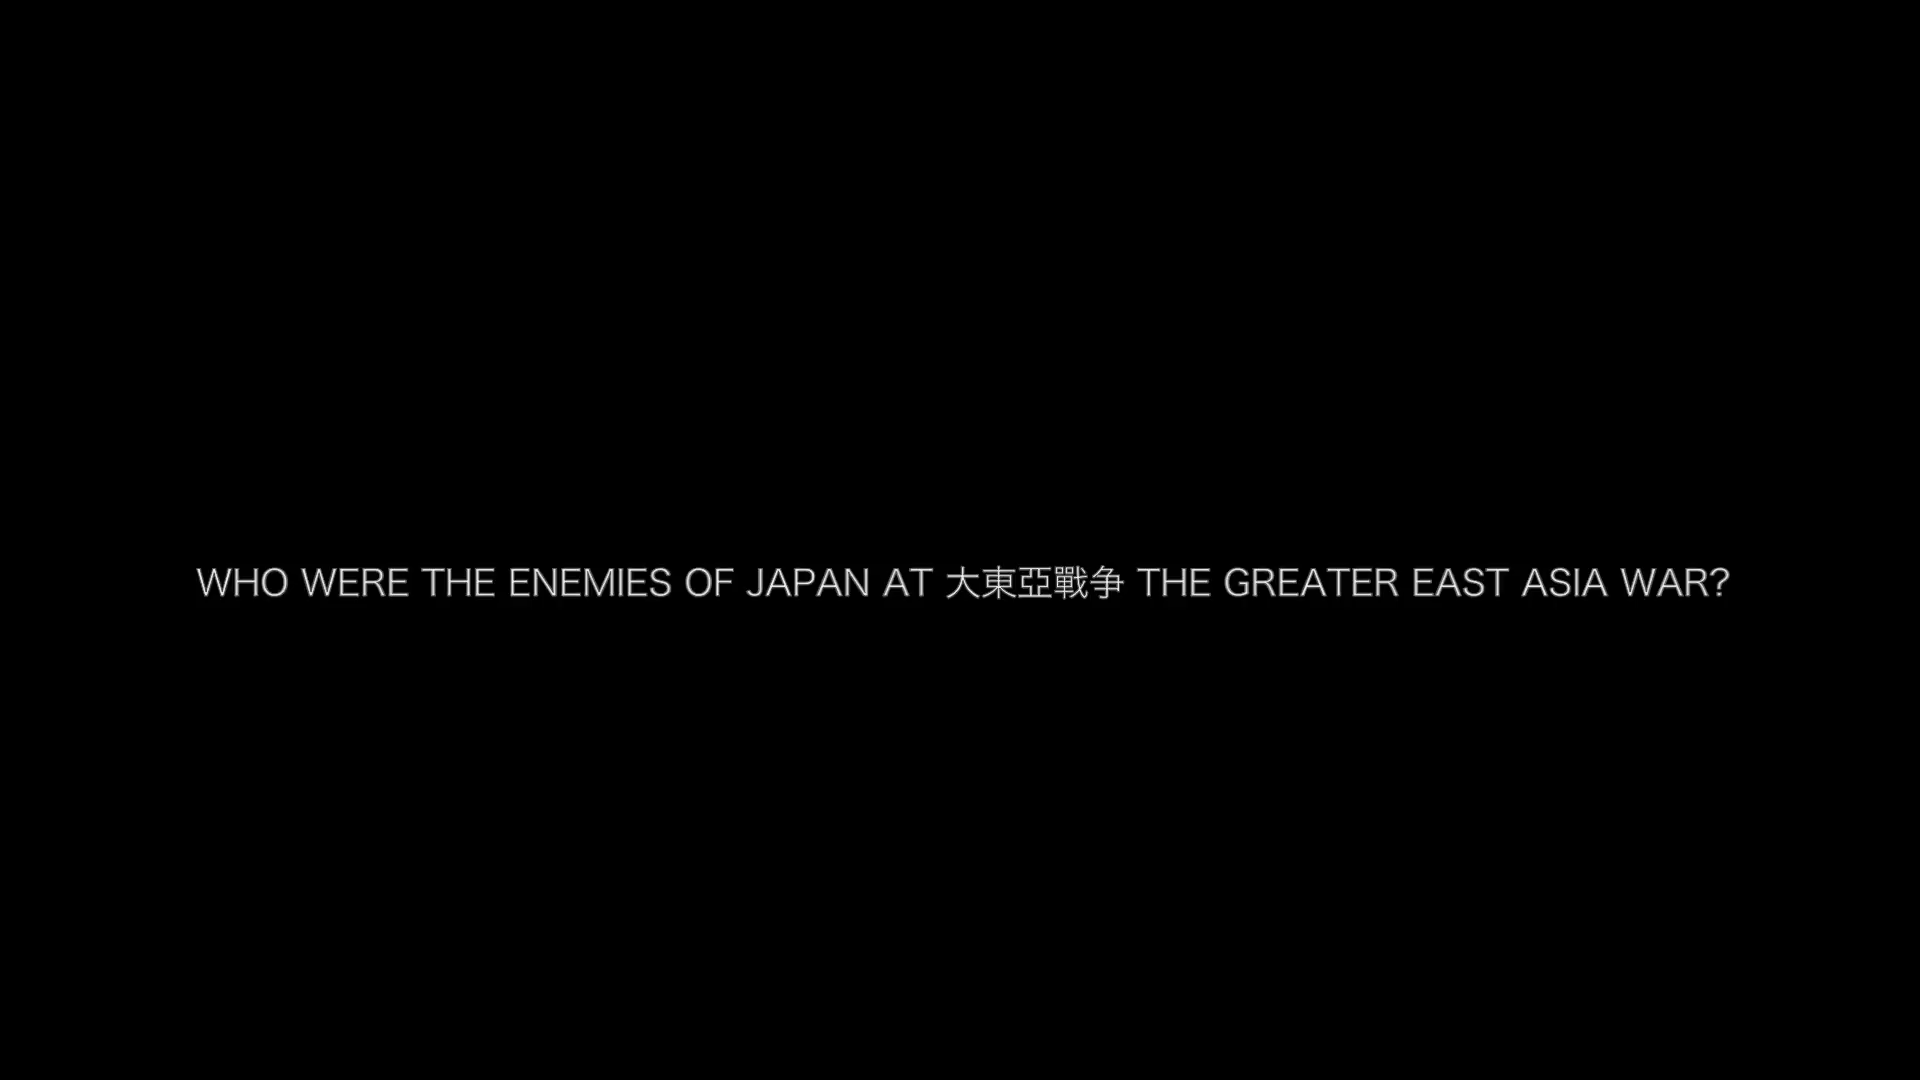 WHO WERE THE ENEMIES OF JAPAN AT 大東亞戰争 THE GREATER EAST ASIA WAR?